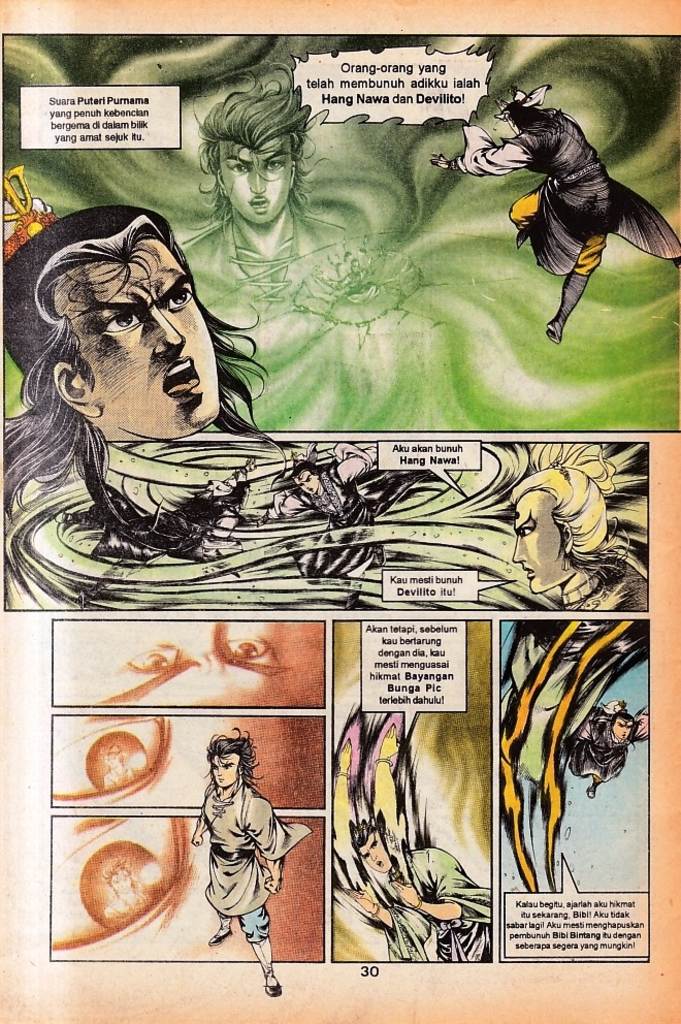 Suara Puteri Purnama
yang penuh kebencian
bergema di dalam bilik
yang amat sejuk itu.
Orang-orang yang
telah membunuh adikku ialah
Hang Nawa dan Devilito!
Aku akan bunuh
Hang Nawa!
Kau mesti bunuh
Devilito itu!
Akan tetapi, sebelum
kau bertarung
dengan dia, kau
mesti menguasai
hikmat Bayangan
Bunga Pic
terlebih dahulu!
Kalau begitu, ajarlah aku hikmat
itu sekarang, Bibi! Aku tidak
sabar lagi! Aku mesti menghapuskan
pembunuh Bibi Bintang itu dengan
seberapa segera yang mungkin!
30